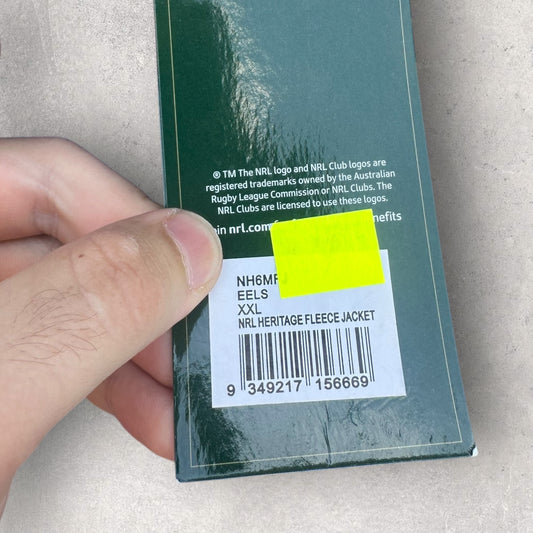 ® TM The NRL logo and NRL Club logos are
registered trademarks owned by the Australian
Rugby League Commission or NRL Clubs. The
NRL Clubs are licensed to use these logos.
nrl.com/
NH6MF
EELS
XXL
NRL HERITAGE FLEECE JACKET
9 349217 156669